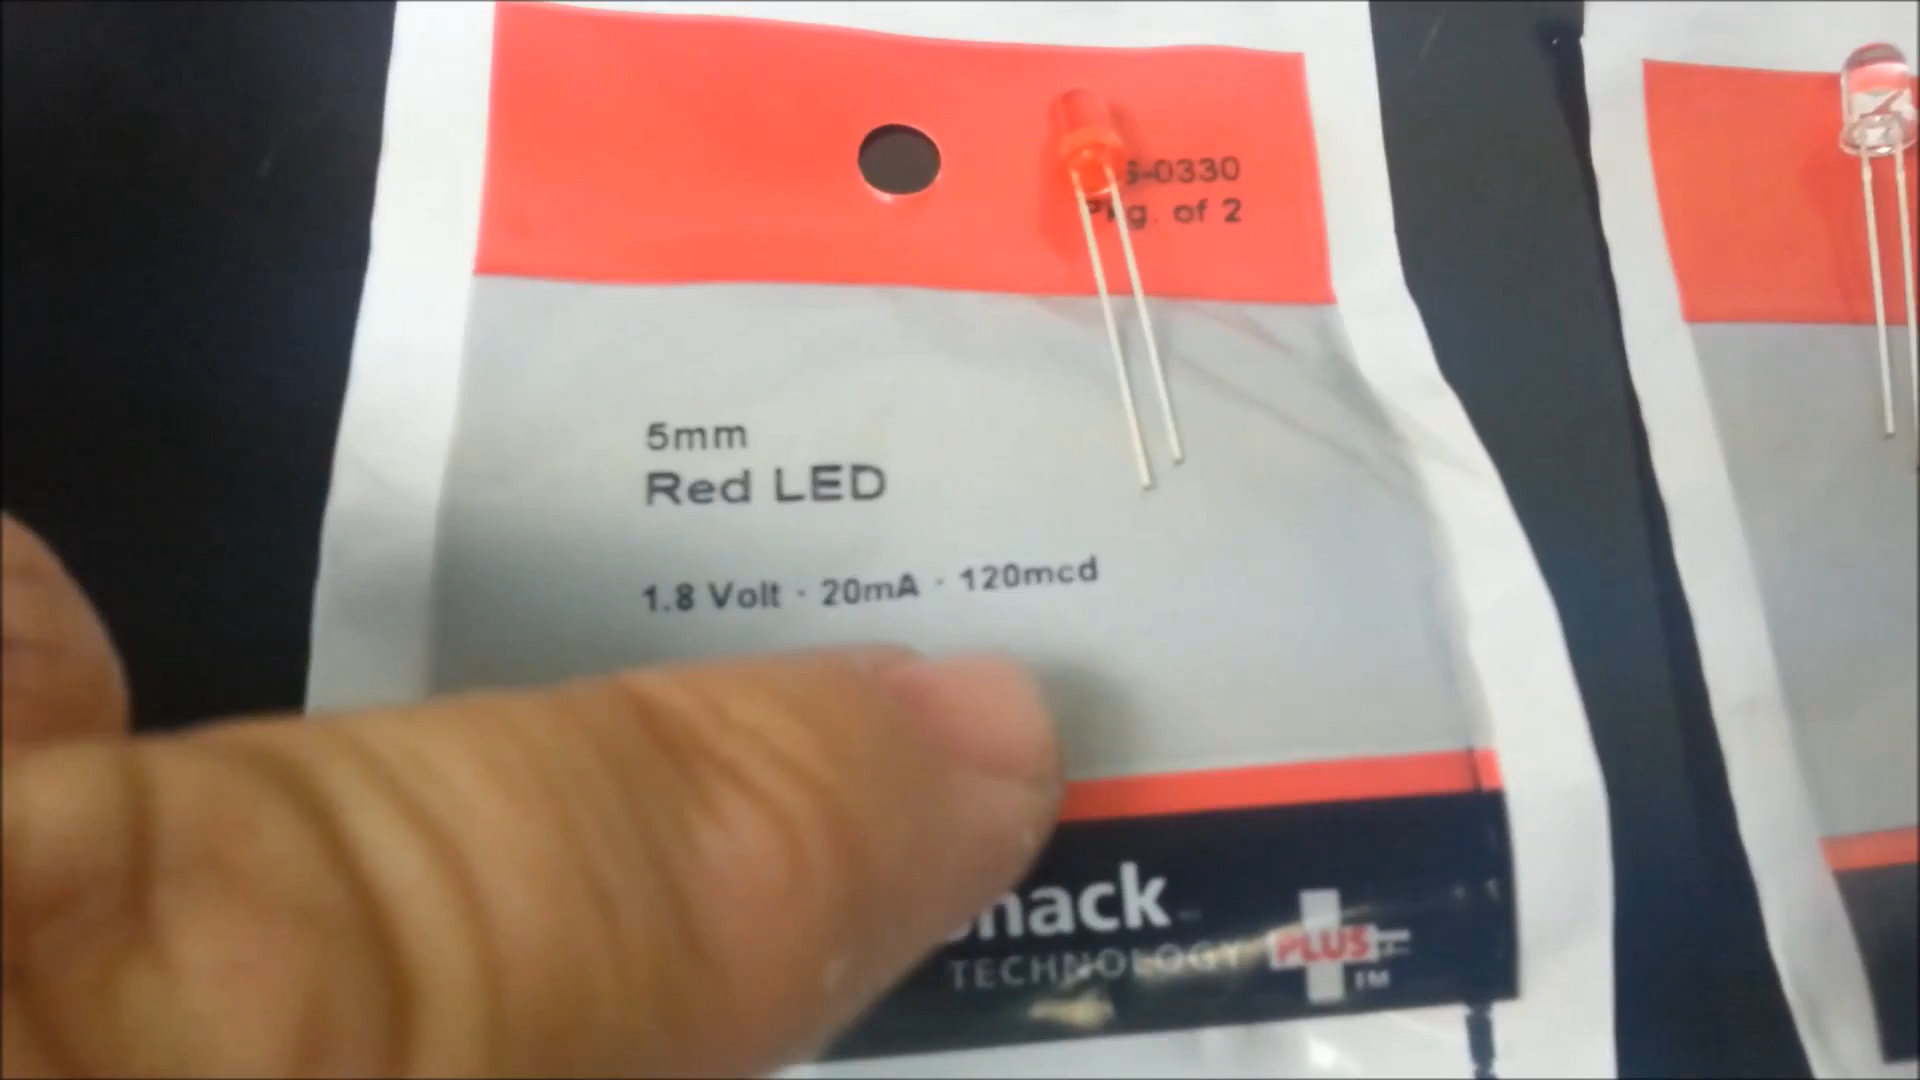 -0330
Pkg. of 2
5mm
Red LED
1.8 Volt · 20mA · 120mcd
hack
TECHNOLOGY PLUS
TM